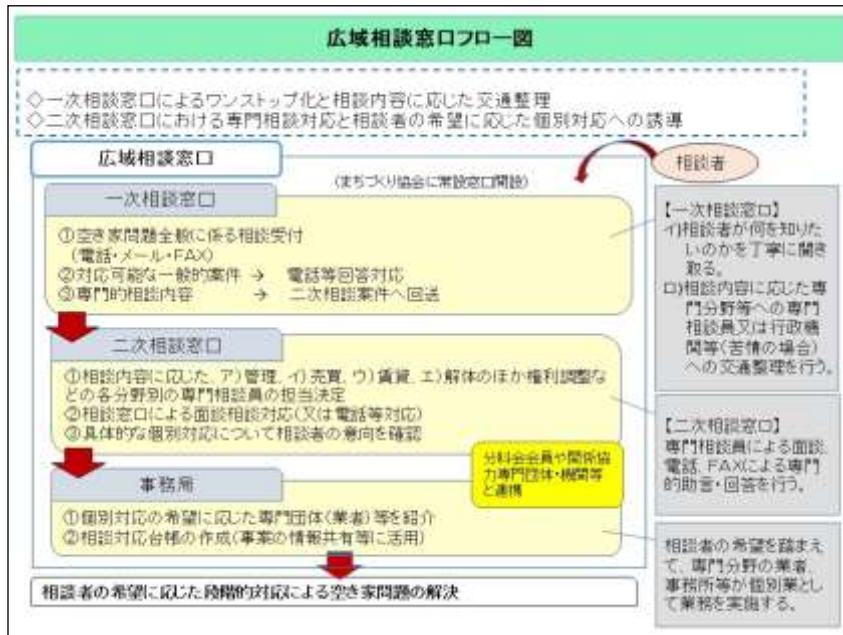 広域相談窓口フロー図
◇一次相談窓口によるワンストップ化と相談内容に応じた交通整理
◇二次相談窓口における専門相談対応と相談者の希望に応じた個別対応への誘導
広域相談窓口
(まちづくり協会に常設窓口開設)
相談者
一次相談窓口
①空き家問題全般に係る相談受付
(電話・メール・FAX)
②対応可能な一般的案件 → 電話等回答対応
③専門的相談内容 → 二次相談案件へ回送
【一次相談窓口】
イ)相談者が何を知りた
いのかを丁寧に聞き
取る。
ロ)相談内容に応じた専
門分野等への専門
相談員又は行政機
関等(苦情の場合)
への交通整理を行う。
二次相談窓口
①相談内容に応じた、ア)管理、イ)売買、ウ)賃貸、エ)解体のほか権利調整な
どの各分野別の専門相談員の担当決定
②相談窓口による面談相談対応(又は電話等対応)
③具体的な個別対応について相談者の意向を確認
【二次相談窓口】
専門相談員による面談、
電話、FAXによる専門
的助言・回答を行う。
分科会会員や関係協
力専門団体・機関等
と連携
事務局
①個別対応の希望に応じた専門団体(業者)等を紹介
②相談対応台帳の作成(事案の情報共有等に活用)
相談者の希望を踏まえ
て、専門分野の業者、
事務所等が個別業として
業務を実施する。
相談者の希望に応じた段階的対応による空き家問題の解決